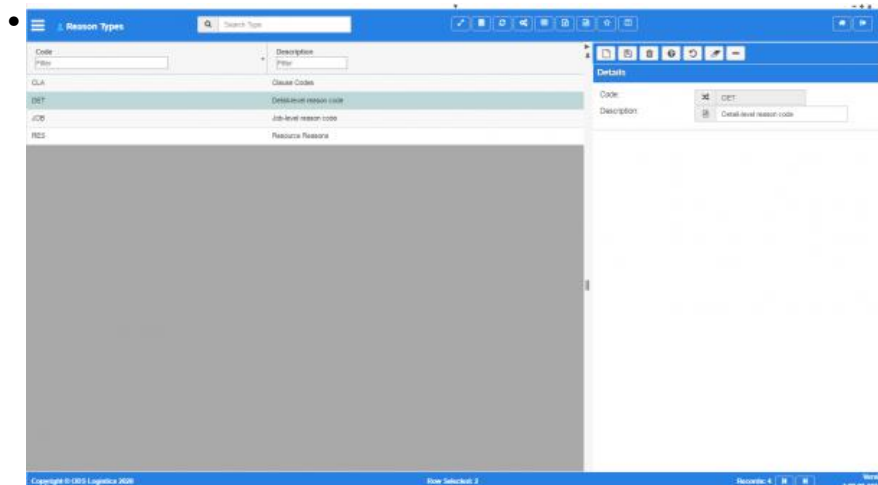 Reason Types
Search Type
Code
Description
Filter
Filter
CLA
Clause Codes
DET
Detail-level reason code
JOB
Job-level reason code
RES
Resource Reasons
Details
Code:
DET
Description:
Detail-level reason code
Copyright © OBS Logistics 2020
Row Selected: 2
Records: 4